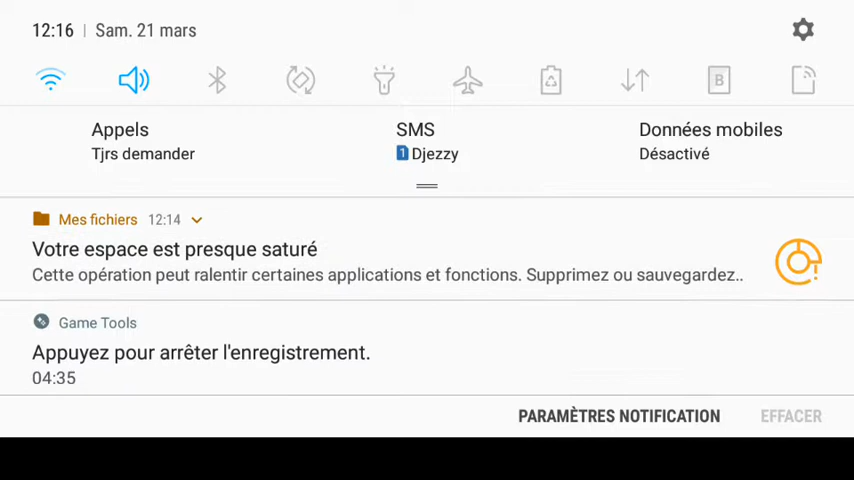 12:16 | Sam. 21 mars
B
Appels
Tjrs demander
SMS
1 Djezzy
Données mobiles
Désactivé
Mes fichiers 12:14
Votre espace est presque saturé
Cette opération peut ralentir certaines applications et fonctions. Supprimez ou sauvegardez..
Game Tools
Appuyez pour arrêter l'enregistrement.
04:35
PARAMÈTRES NOTIFICATION EFFACER